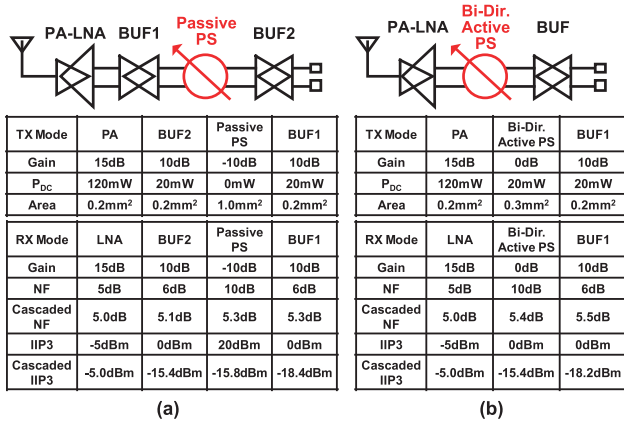 PA-LNA BUF1 Passive PS BUF2
TX Mode PA BUF2 Passive PS BUF1
Gain 15dB 10dB -10dB 10dB
PDC 120mW 20mW 0mW 20mW
Area 0.2mm² 0.2mm² 1.0mm² 0.2mm²
RX Mode LNA BUF2 Passive PS BUF1
Gain 15dB 10dB -10dB 10dB
NF 5dB 6dB 10dB 6dB
Cascaded NF 5.0dB 5.1dB 5.3dB 5.3dB
IIP3 -5dBm 0dBm 20dBm 0dBm
Cascaded IIP3 -5.0dBm -15.4dBm -15.8dBm -18.4dBm
(a)
PA-LNA Bi-Dir. Active PS BUF
TX Mode PA Bi-Dir. Active PS BUF1
Gain 15dB 0dB 10dB
PDC 120mW 20mW 20mW
Area 0.2mm² 0.3mm² 0.2mm²
RX Mode LNA Bi-Dir. Active PS BUF1
Gain 15dB 0dB 10dB
NF 5dB 10dB 6dB
Cascaded NF 5.0dB 5.4dB 5.5dB
IIP3 -5dBm 0dBm 0dBm
Cascaded IIP3 -5.0dBm -15.4dBm -18.2dBm
(b)